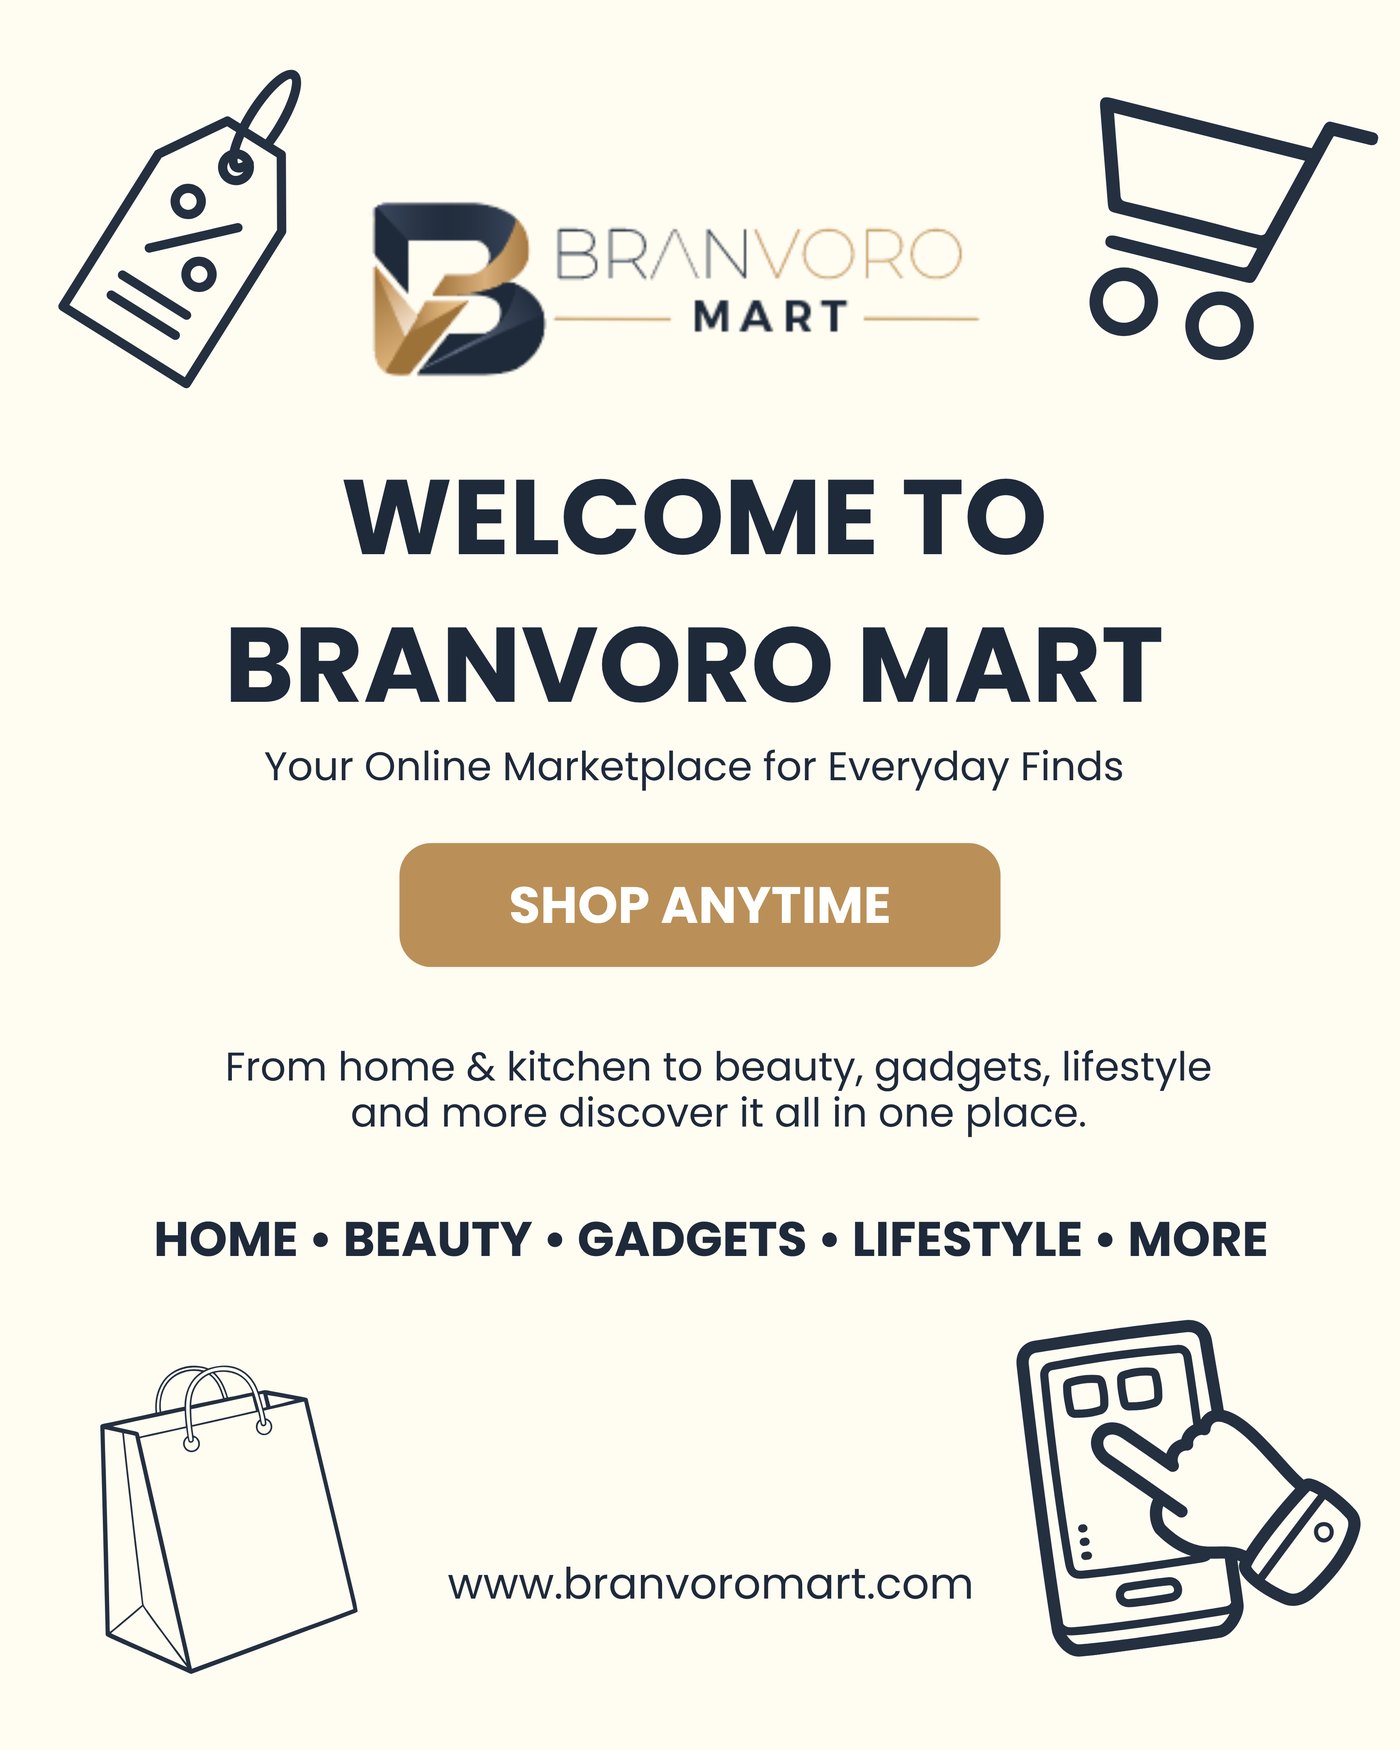 BRANVORO
MART
WELCOME TO
BRANVORO MART
Your Online Marketplace for Everyday Finds
SHOP ANYTIME
From home & kitchen to beauty, gadgets, lifestyle
and more discover it all in one place.
HOME • BEAUTY • GADGETS • LIFESTYLE • MORE
www.branvoromart.com